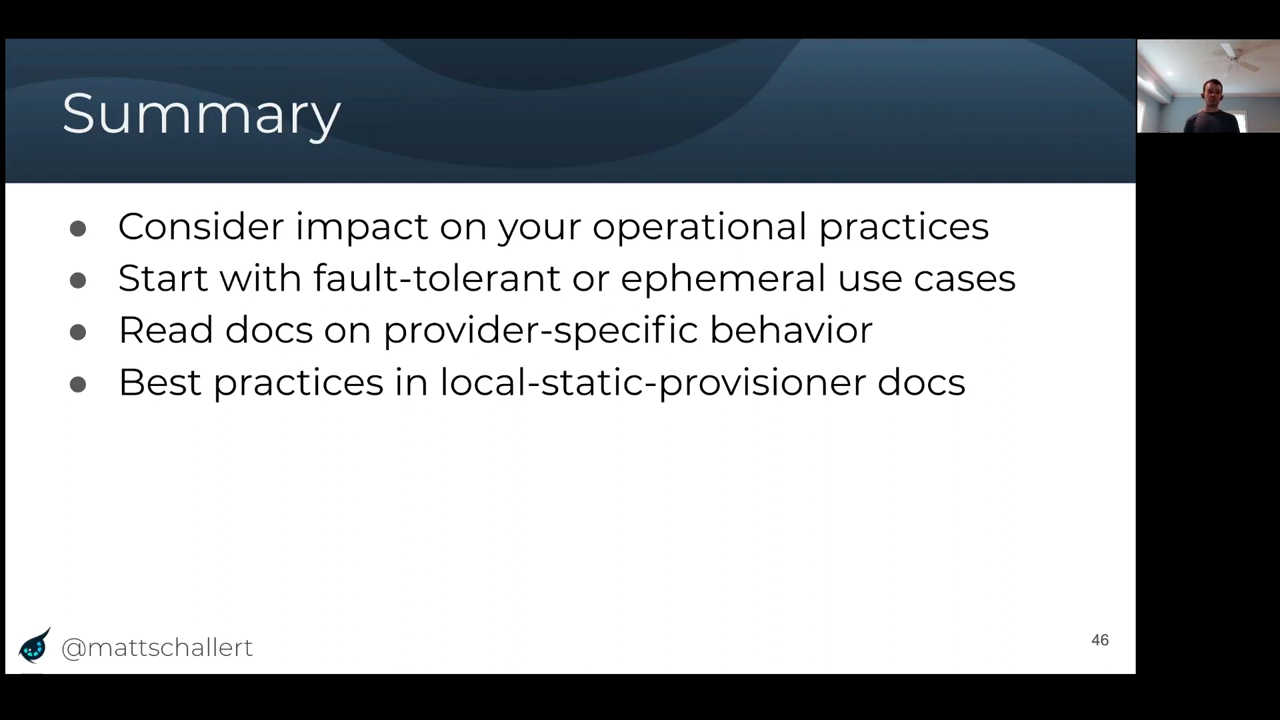 Summary
● Consider impact on your operational practices
● Start with fault-tolerant or ephemeral use cases
● Read docs on provider-specific behavior
● Best practices in local-static-provisioner docs
@mattschallert
46